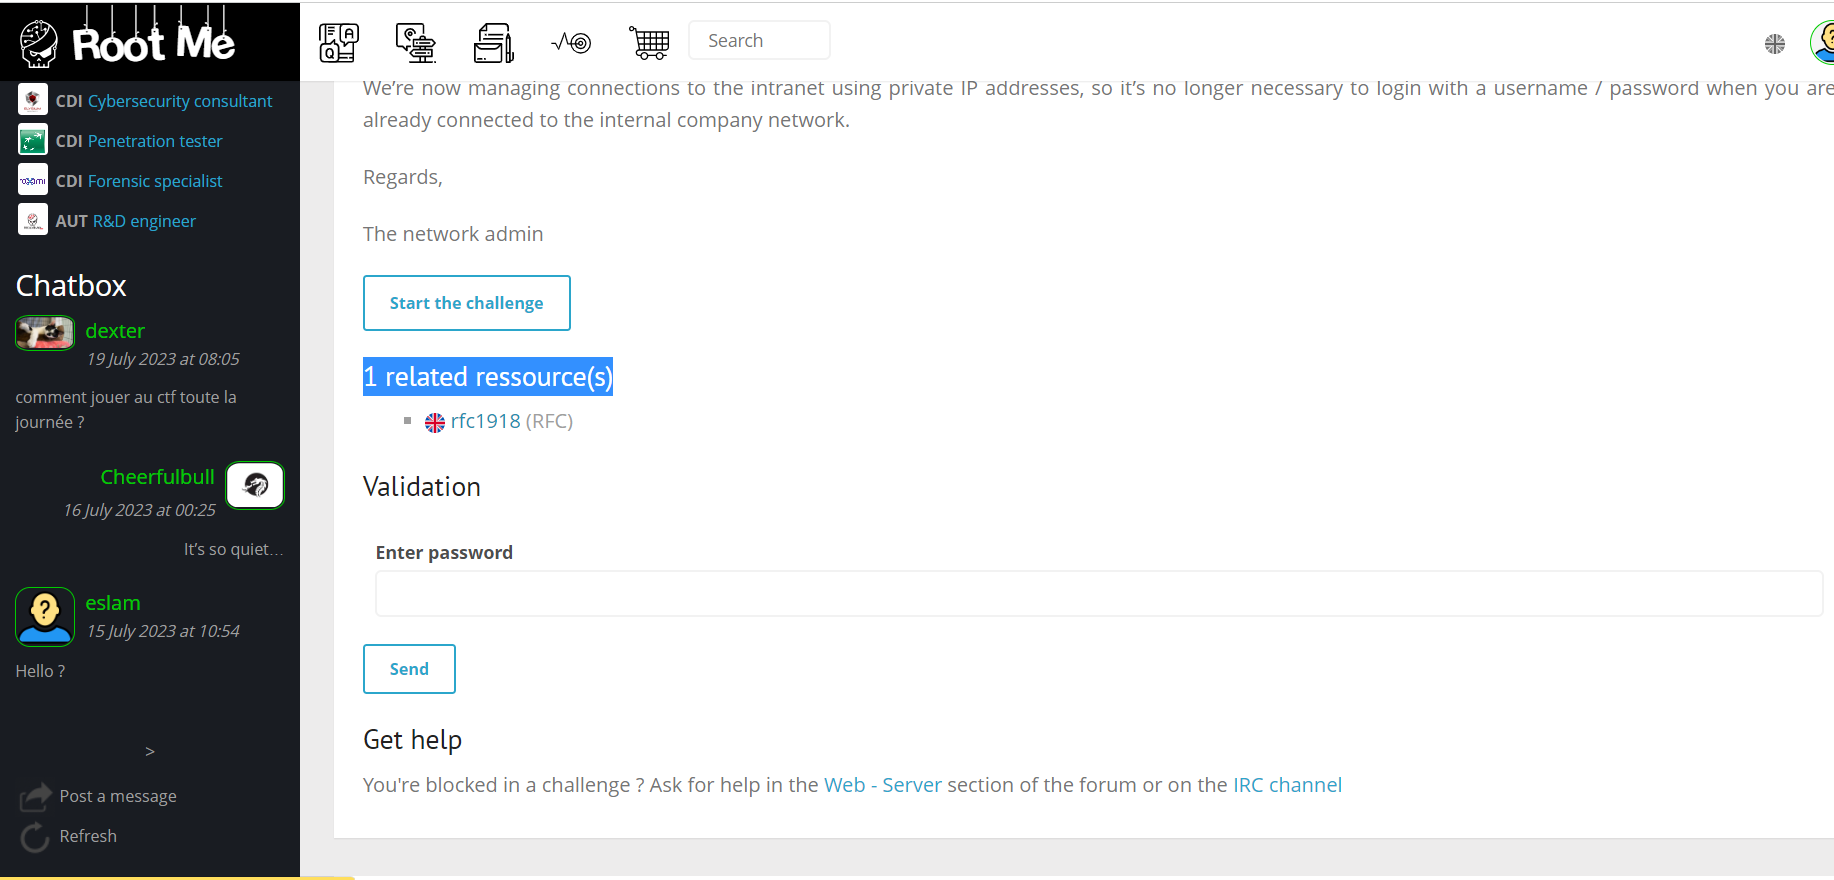 Root Me
Search
CDI Cybersecurity consultant
CDI Penetration tester
CDI Forensic specialist
AUT R&D engineer
Chatbox
dexter
19 July 2023 at 08:05
comment jouer au ctf toute la
journée ?
Cheerfulbull
16 July 2023 at 00:25
It's so quiet…
eslam
15 July 2023 at 10:54
Hello ?
>
Post a message
Refresh
We're now managing connections to the intranet using private IP addresses, so it's no longer necessary to login with a username / password when you are
already connected to the internal company network.
Regards,
The network admin
Start the challenge
1 related ressource(s)
rfc1918 (RFC)
Validation
Enter password
Send
Get help
You're blocked in a challenge ? Ask for help in the Web - Server section of the forum or on the IRC channel